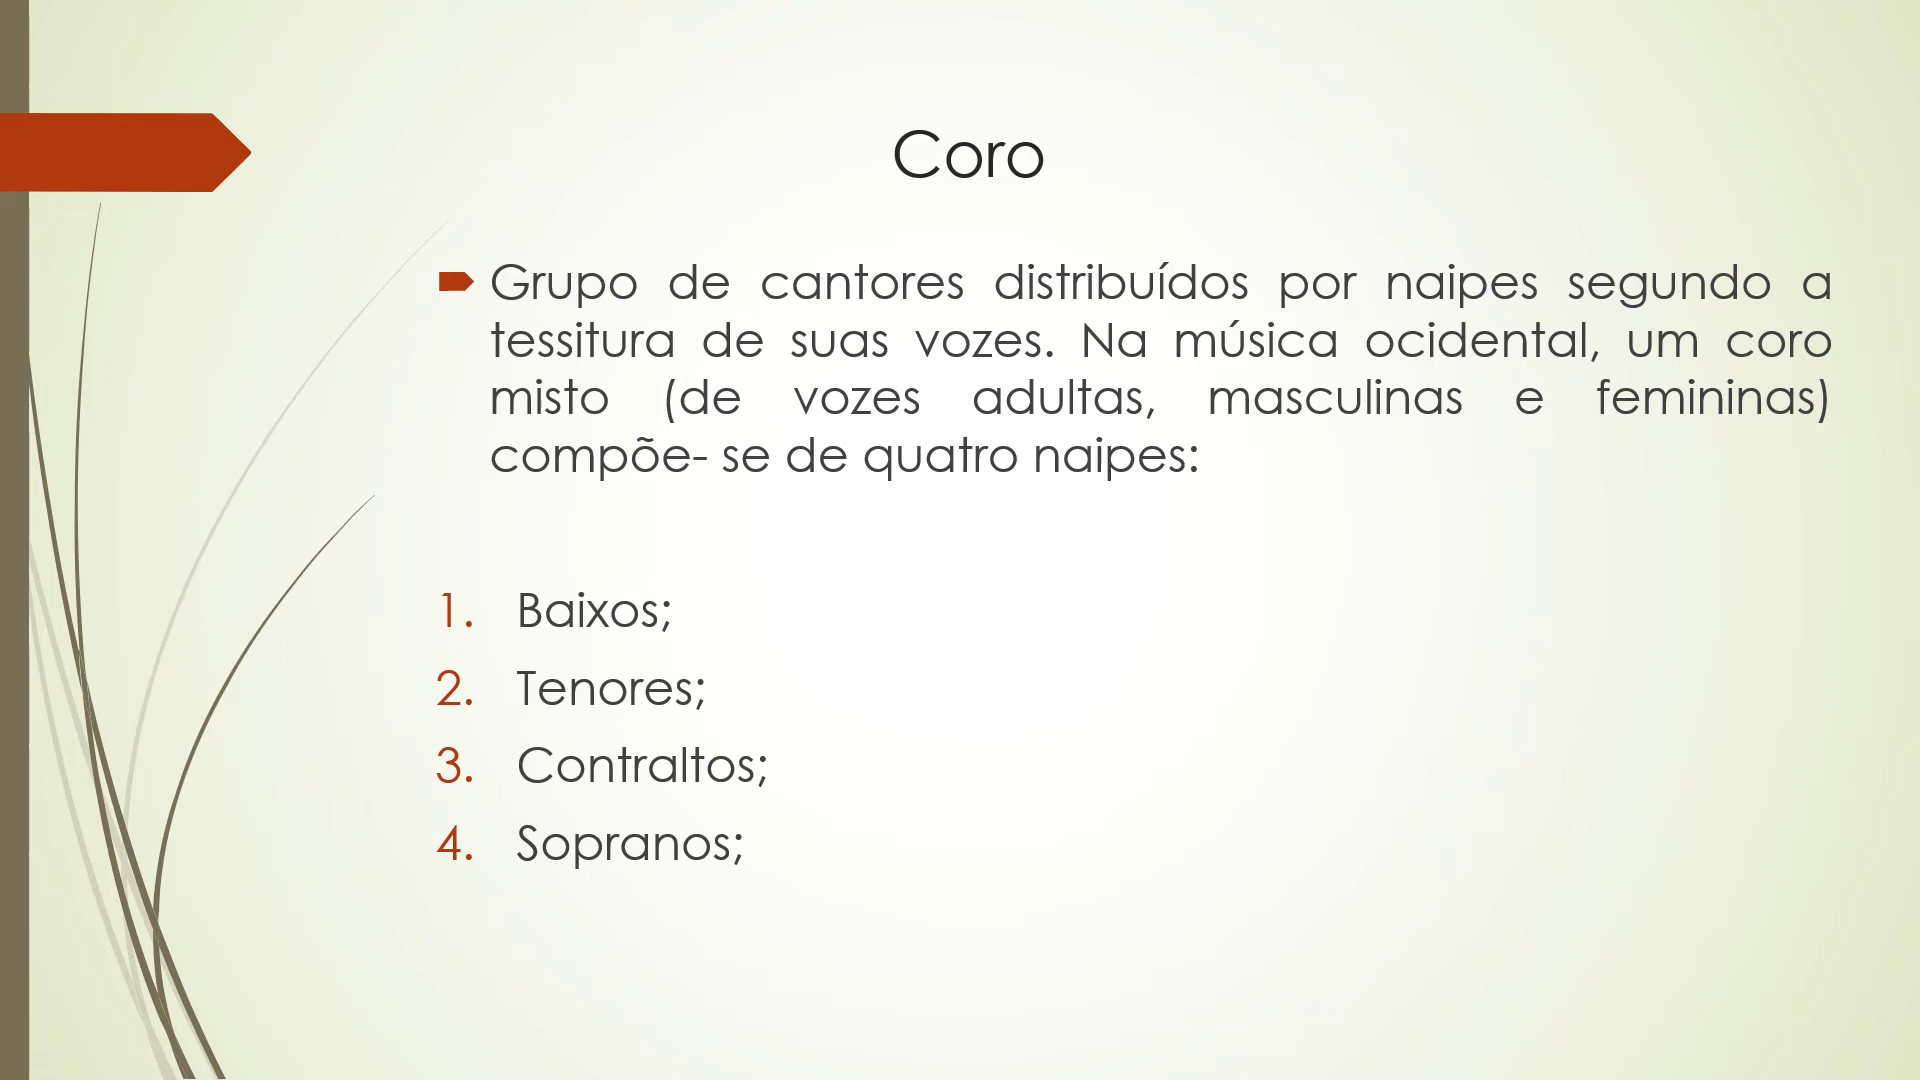 Coro
Grupo de cantores distribuídos por naipes segundo a
tessitura de suas vozes. Na música ocidental, um coro
misto (de vozes adultas, masculinas e femininas)
compõe- se de quatro naipes:
1. Baixos;
2. Tenores;
3. Contraltos;
4. Sopranos;